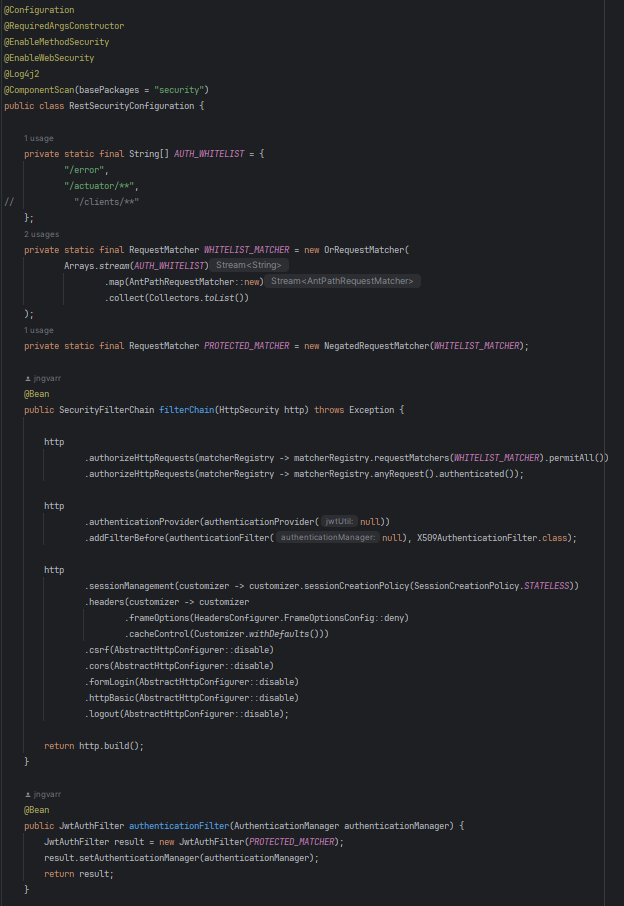 @Configuration
@RequiredArgsConstructor
@EnableMethodSecurity
@EnableWebSecurity
@Log4j2
@ComponentScan(basePackages = "security")
public class RestSecurityConfiguration {
1 usage
private static final String[] AUTH_WHITELIST = {
"/error",
"/actuator/**",
// "/clients/**"
};
2 usages
private static final RequestMatcher WHITELIST_MATCHER = new OrRequestMatcher(
Arrays.stream(AUTH_WHITELIST) Stream<String>
.map(AntPathRequestMatcher::new) Stream<AntPathRequestMatcher>
.collect(Collectors.toList())
);
1 usage
private static final RequestMatcher PROTECTED_MATCHER = new NegatedRequestMatcher(WHITELIST_MATCHER);
jngvarr
@Bean
public SecurityFilterChain filterChain(HttpSecurity http) throws Exception {
http
.authorizeHttpRequests(matcherRegistry -> matcherRegistry.requestMatchers(WHITELIST_MATCHER).permitAll())
.authorizeHttpRequests(matcherRegistry -> matcherRegistry.anyRequest().authenticated());
http
.authenticationProvider(authenticationProvider( jwtUtil: null))
.addFilterBefore(authenticationFilter( authenticationManager: null), X509AuthenticationFilter.class);
http
.sessionManagement(customizer -> customizer.sessionCreationPolicy(SessionCreationPolicy.STATELESS))
.headers(customizer -> customizer
.frameOptions(HeadersConfigurer.FrameOptionsConfig::deny)
.cacheControl(Customizer.withDefaults()))
.csrf(AbstractHttpConfigurer::disable)
.cors(AbstractHttpConfigurer::disable)
.formLogin(AbstractHttpConfigurer::disable)
.httpBasic(AbstractHttpConfigurer::disable)
.logout(AbstractHttpConfigurer::disable);
return http.build();
}
jngvarr
@Bean
public JwtAuthFilter authenticationFilter(AuthenticationManager authenticationManager) {
JwtAuthFilter result = new JwtAuthFilter(PROTECTED_MATCHER);
result.setAuthenticationManager(authenticationManager);
return result;
}